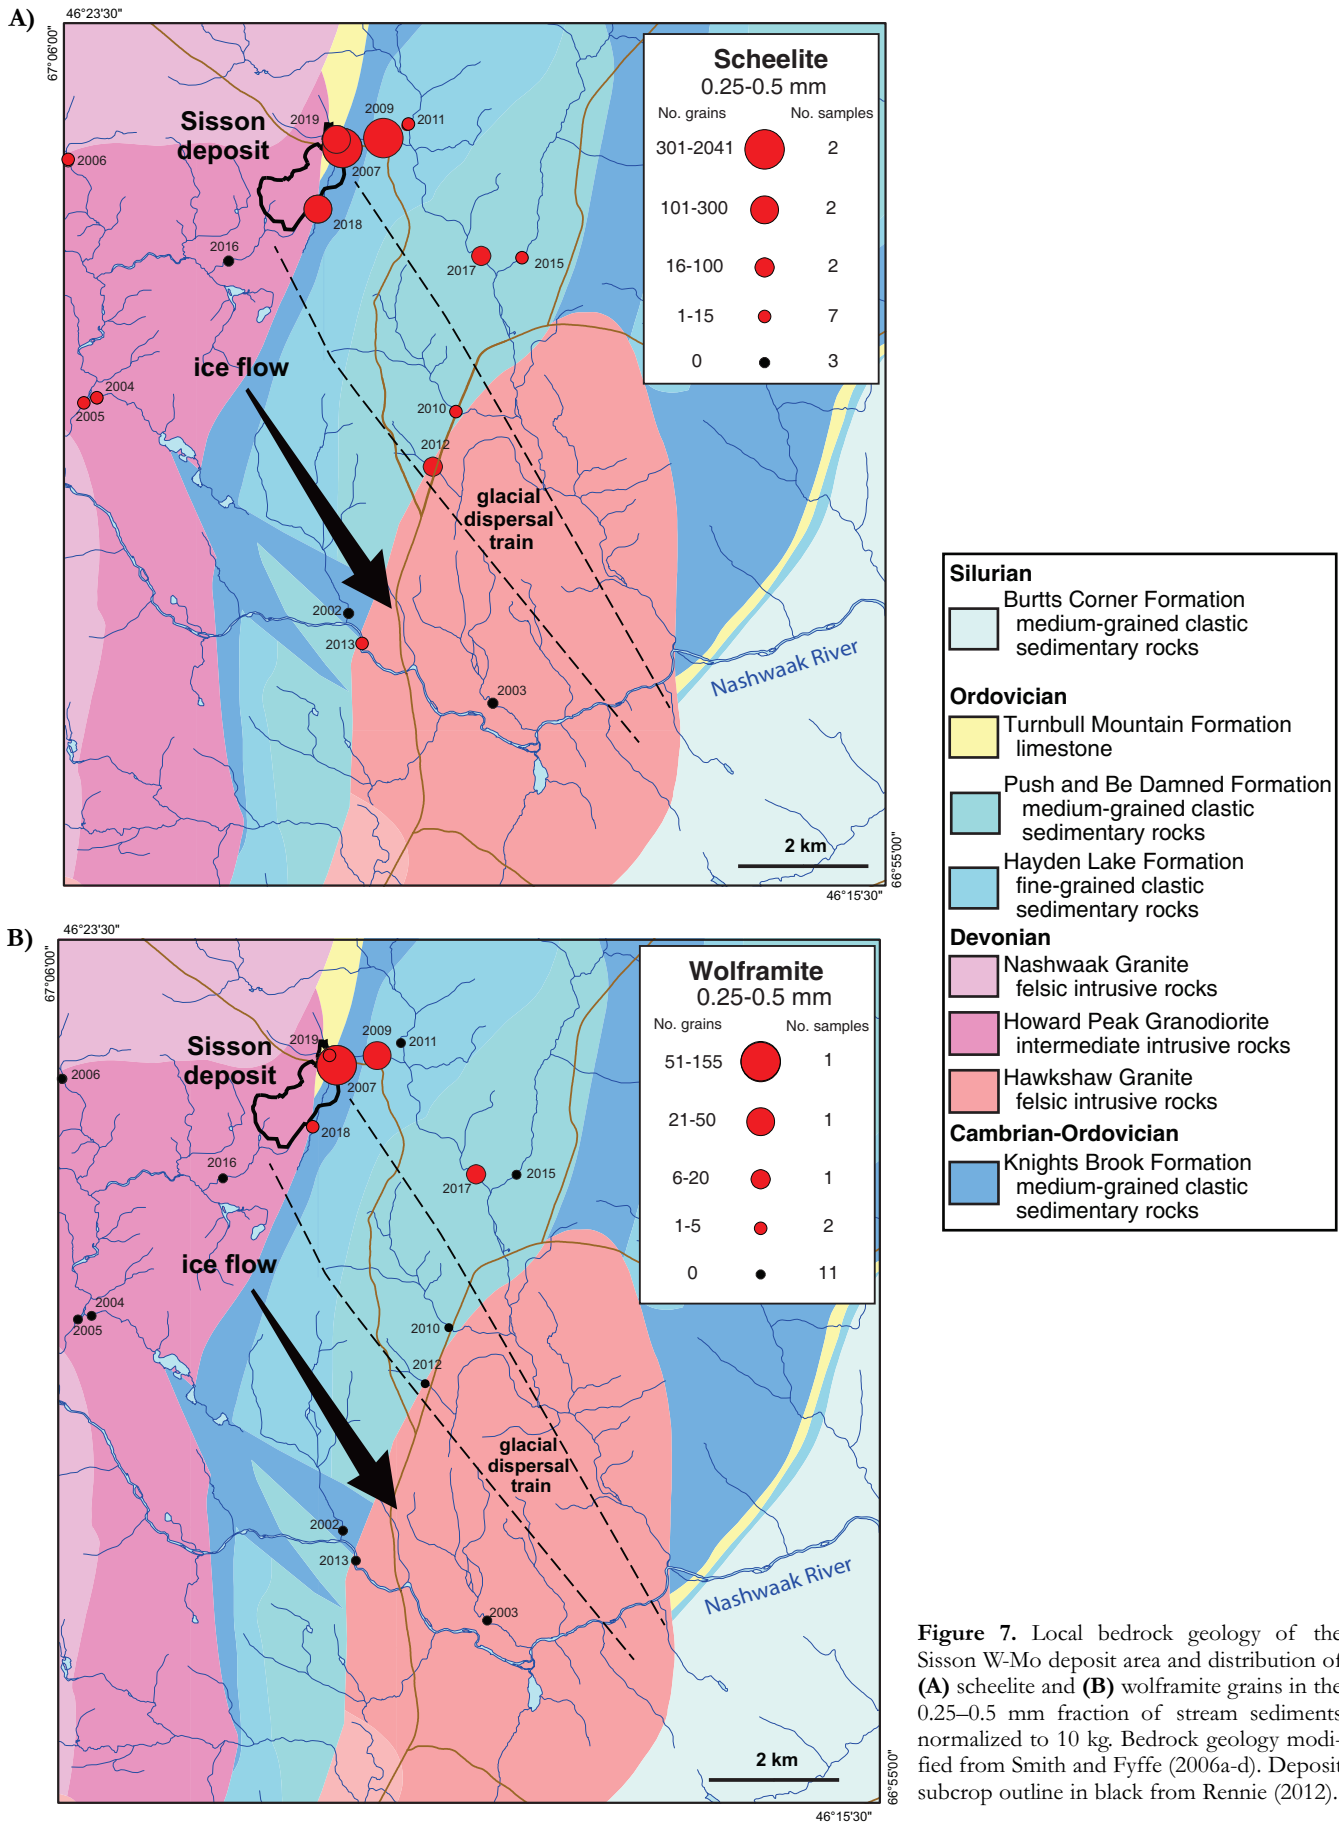 A)
46°23'30"
67°06'00"
Scheelite
0.25-0.5 mm
No. grains No. samples
301-2041 2
101-300 2
16-100 2
1-15 7
0 3
Sisson
deposit
2019
2009
2011
2006
2007
2018
2016
2017
2015
ice flow
2004
2005
2010
2012
glacial
dispersal
train
2002
2013
2003
Nashwaak River
2 km
66°55'00"
46°15'30"
Silurian
Burtts Corner Formation
medium-grained clastic
sedimentary rocks
Ordovician
Turnbull Mountain Formation
limestone
Push and Be Damned Formation
medium-grained clastic
sedimentary rocks
Hayden Lake Formation
fine-grained clastic
sedimentary rocks
Devonian
Nashwaak Granite
felsic intrusive rocks
Howard Peak Granodiorite
intermediate intrusive rocks
Hawkshaw Granite
felsic intrusive rocks
Cambrian-Ordovician
Knights Brook Formation
medium-grained clastic
sedimentary rocks
B)
46°23'30"
67°06'00"
Wolframite
0.25-0.5 mm
No. grains No. samples
51-155 1
21-50 1
6-20 1
1-5 2
0 11
Sisson
deposit
2019
2009
2011
2006
2007
2018
2016
2017
2015
ice flow
2004
2005
2010
2012
glacial
dispersal
train
2002
2013
2003
Nashwaak River
2 km
66°55'00"
46°15'30"
Figure 7. Local bedrock geology of the
Sisson W-Mo deposit area and distribution of
(A) scheelite and (B) wolframite grains in the
0.25–0.5 mm fraction of stream sediments
normalized to 10 kg. Bedrock geology modi-
fied from Smith and Fyffe (2006a-d). Deposit
subcrop outline in black from Rennie (2012).